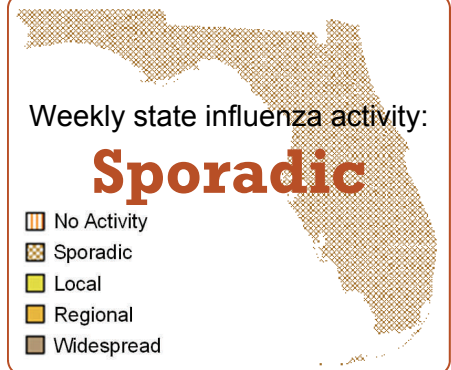 Weekly state influenza activity:
Sporadic
No Activity
Sporadic
Local
Regional
Widespread